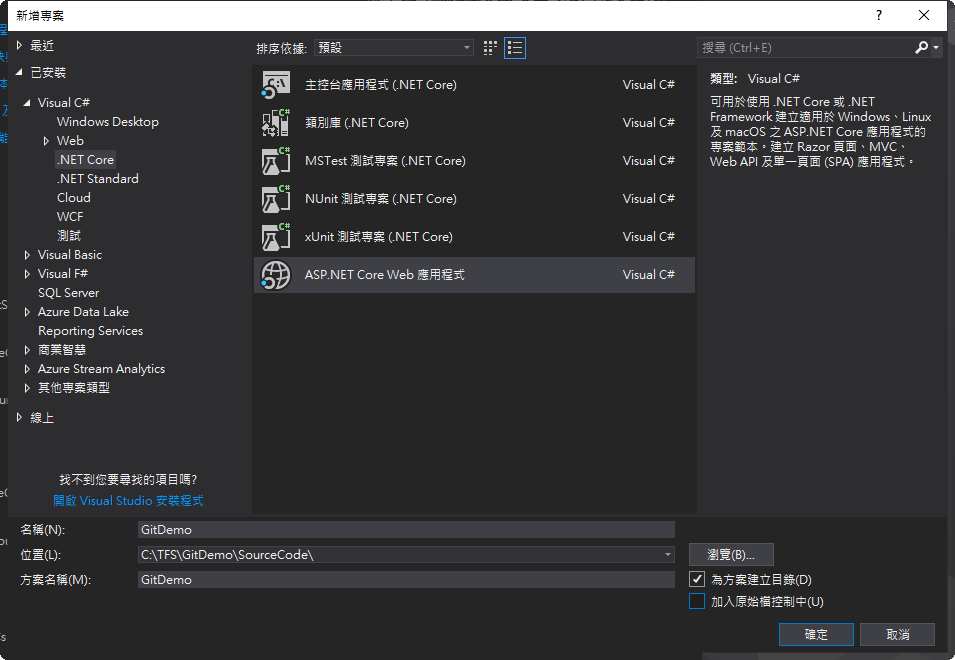 新增專案
?
最近
已安裝
Visual C#
Windows Desktop
Web
.NET Core
.NET Standard
Cloud
WCF
測試
Visual Basic
Visual F#
SQL Server
Azure Data Lake
Reporting Services
商業智慧
Azure Stream Analytics
其他專案類型
線上
找不到您要尋找的項目嗎?
開啟 Visual Studio 安裝程式
排序依據: 預設
主控台應用程式 (.NET Core) Visual C#
類別庫 (.NET Core) Visual C#
MSTest 測試專案 (.NET Core) Visual C#
NUnit 測試專案 (.NET Core) Visual C#
xUnit 測試專案 (.NET Core) Visual C#
ASP.NET Core Web 應用程式 Visual C#
搜尋 (Ctrl+E)
類型: Visual C#
可用於使用 .NET Core 或 .NET
Framework 建立適用於 Windows、Linux
及 macOS 之 ASP.NET Core 應用程式的
專案範本。建立 Razor 頁面、MVC、
Web API 及單一頁面 (SPA) 應用程式。
名稱(N): GitDemo
位置(L): C:\TFS\GitDemo\SourceCode\
瀏覽(B)...
方案名稱(M): GitDemo
為方案建立目錄(D)
加入原始檔控制中(U)
確定
取消